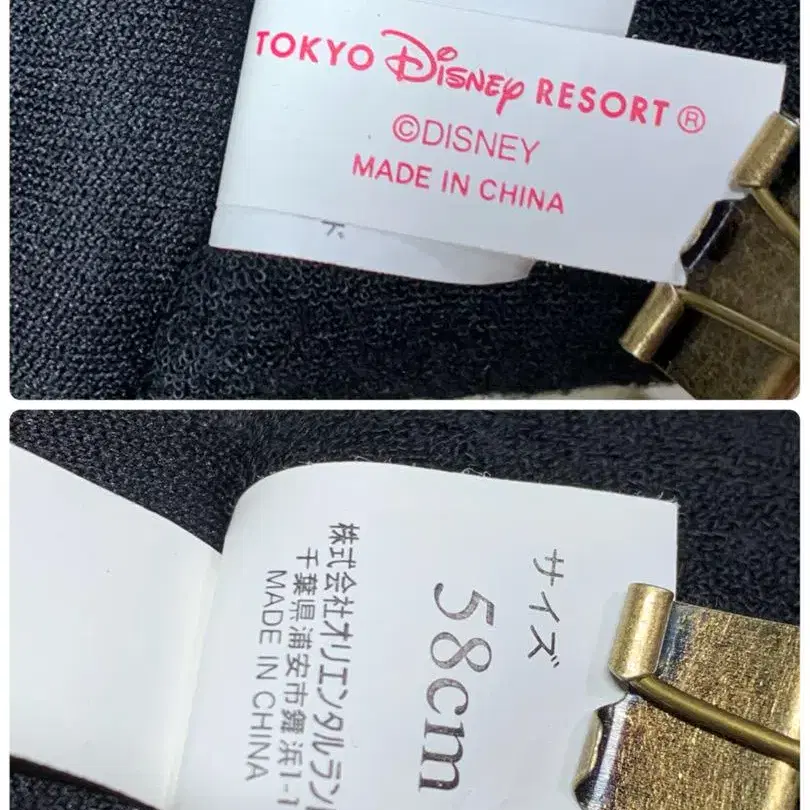 TOKYO Disney RESORT®
©DISNEY
MADE IN CHINA
ド
サイズ
58cm
株式会社オリエンタルラン
千葉県浦安市舞浜1-1
MADE IN CHINA